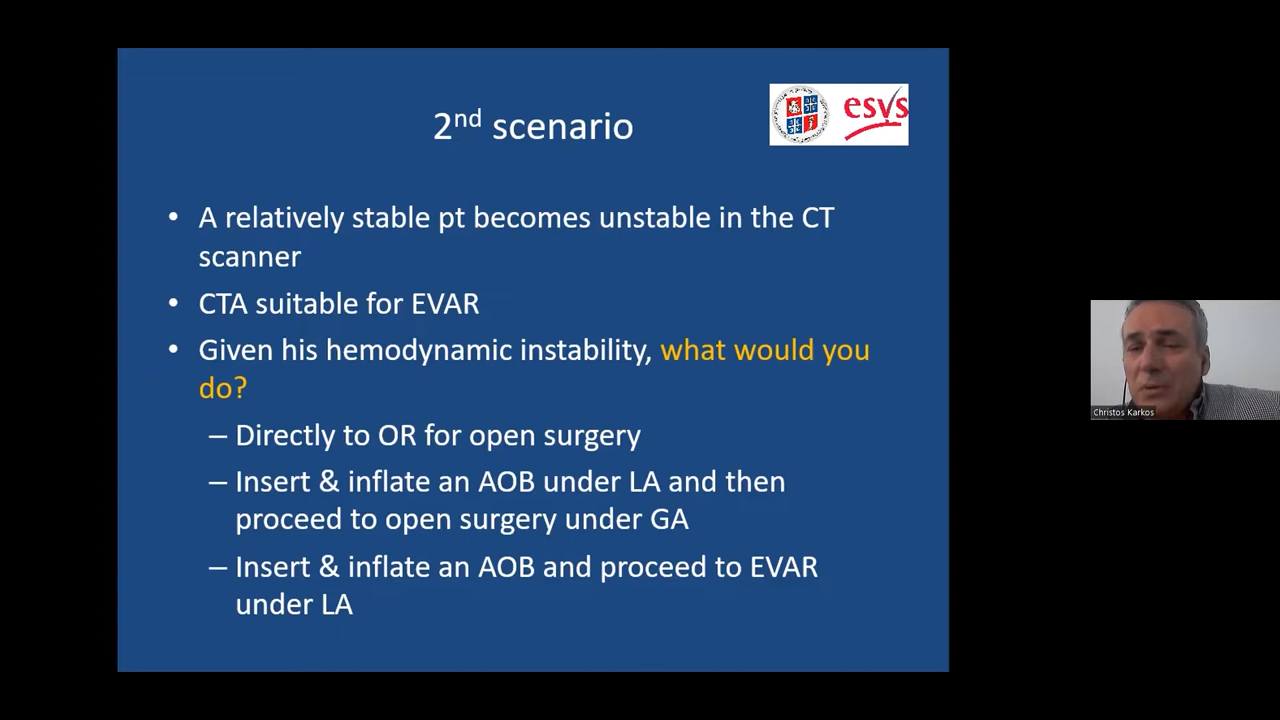 2nd scenario
esvs
• A relatively stable pt becomes unstable in the CT
scanner
• CTA suitable for EVAR
• Given his hemodynamic instability, what would you
do?
– Directly to OR for open surgery
– Insert & inflate an AOB under LA and then
proceed to open surgery under GA
– Insert & inflate an AOB and proceed to EVAR
under LA
Christos Karkos